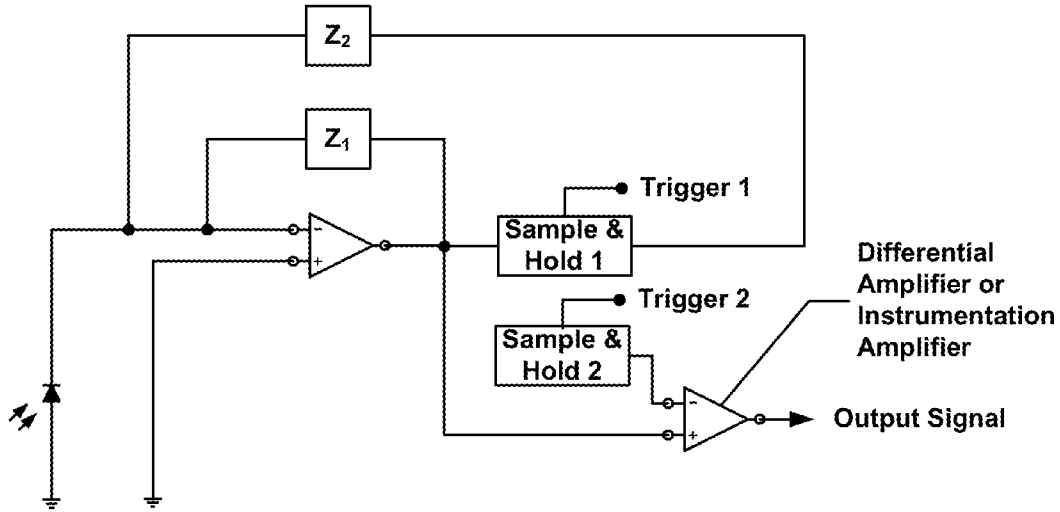 Z₂
Z₁
Trigger 1
Sample &
Hold 1
Trigger 2
Sample &
Hold 2
Differential
Amplifier or
Instrumentation
Amplifier
−
+
−
+
Output Signal